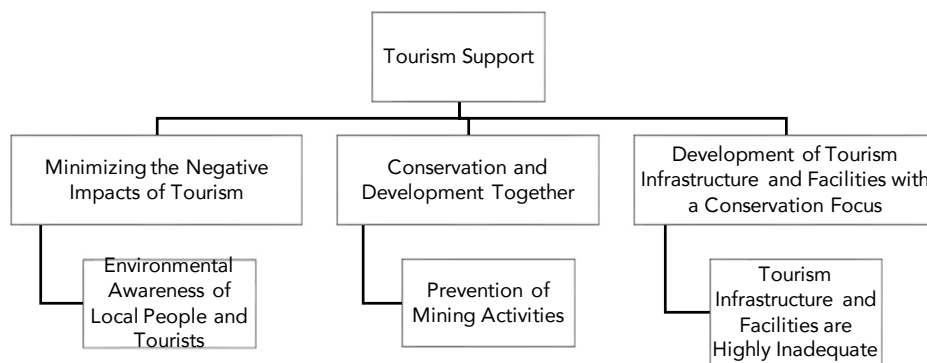 Tourism Support
Minimizing the Negative
Impacts of Tourism
Conservation and
Development Together
Development of Tourism
Infrastructure and Facilities with
a Conservation Focus
Environmental
Awareness of
Local People and
Tourists
Prevention of
Mining Activities
Tourism
Infrastructure and
Facilities are
Highly Inadequate